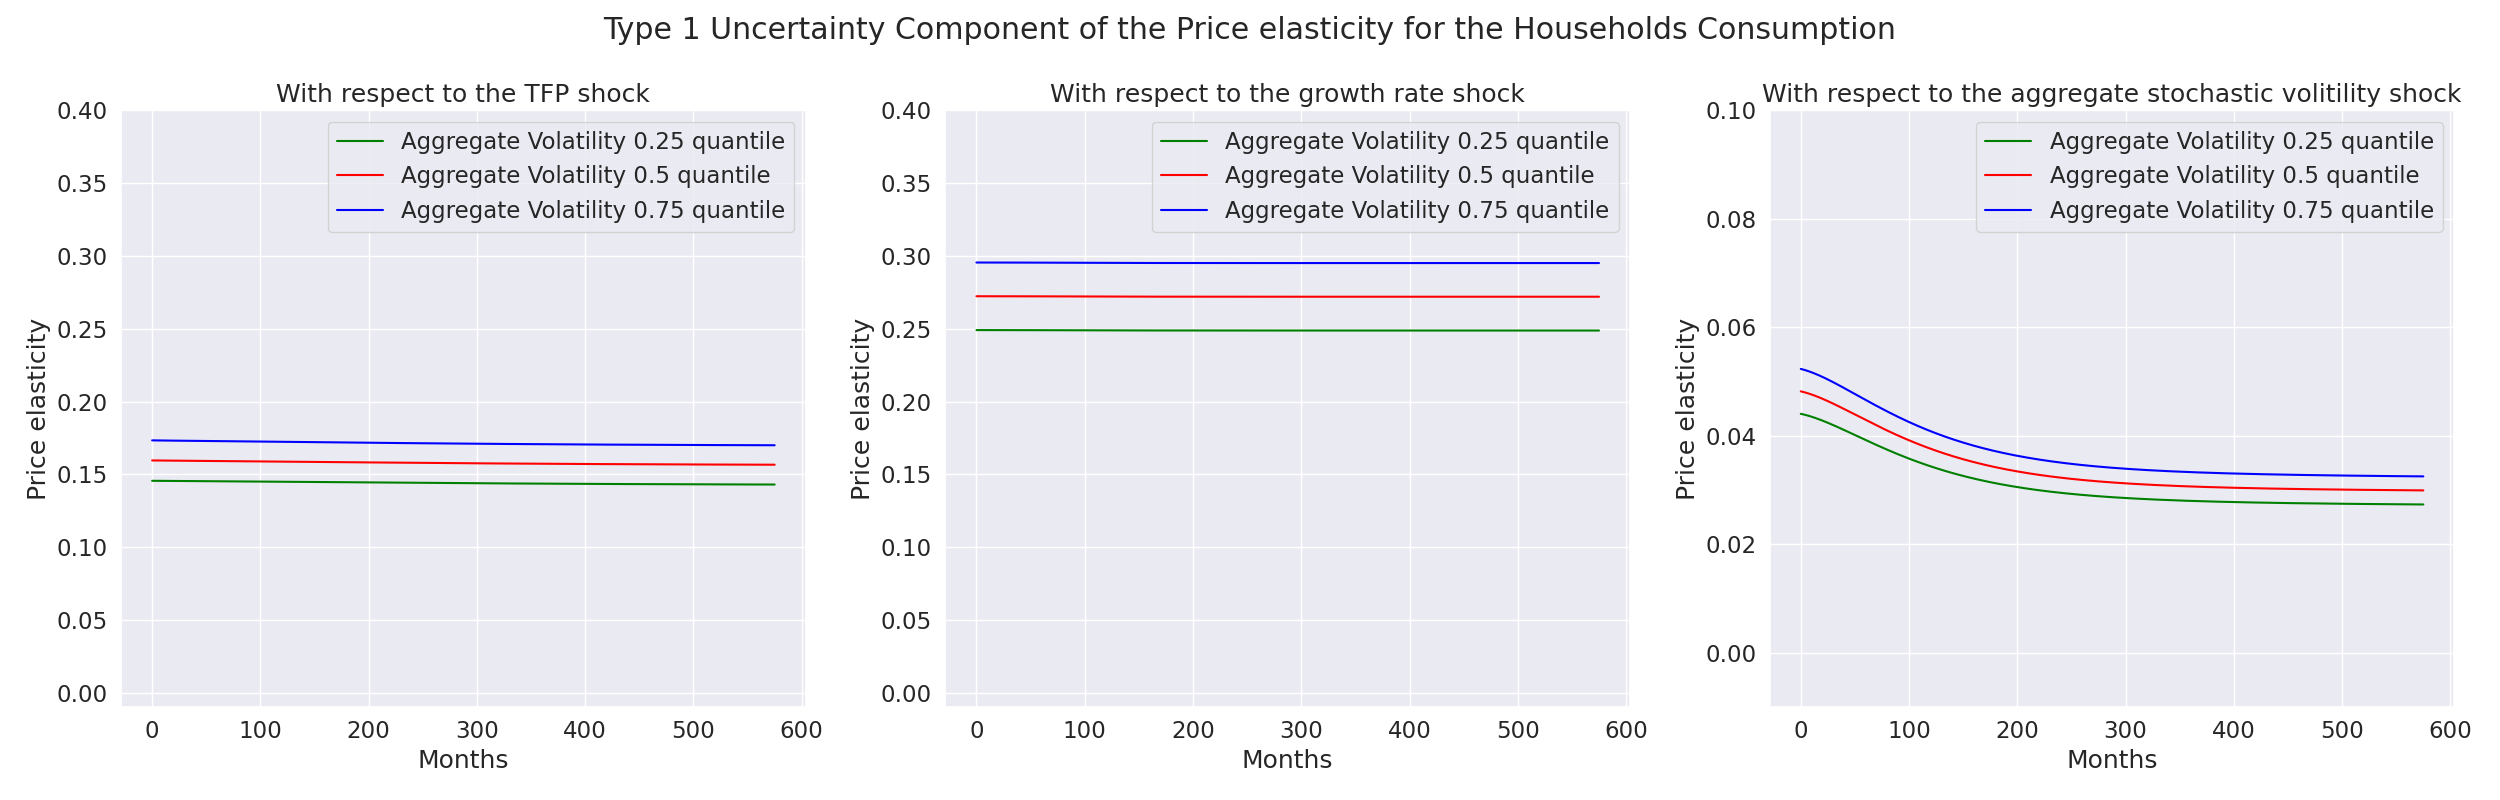 Type 1 Uncertainty Component of the Price elasticity for the Households Consumption
With respect to the TFP shock
0.40
0.35
0.30
0.25
0.20
0.15
0.10
0.05
0.00
Price elasticity
Aggregate Volatility 0.25 quantile
Aggregate Volatility 0.5 quantile
Aggregate Volatility 0.75 quantile
0 100 200 300 400 500 600
Months
With respect to the growth rate shock
0.40
0.35
0.30
0.25
0.20
0.15
0.10
0.05
0.00
Price elasticity
Aggregate Volatility 0.25 quantile
Aggregate Volatility 0.5 quantile
Aggregate Volatility 0.75 quantile
0 100 200 300 400 500 600
Months
With respect to the aggregate stochastic volitility shock
0.10
0.08
0.06
0.04
0.02
0.00
Price elasticity
Aggregate Volatility 0.25 quantile
Aggregate Volatility 0.5 quantile
Aggregate Volatility 0.75 quantile
0 100 200 300 400 500 600
Months